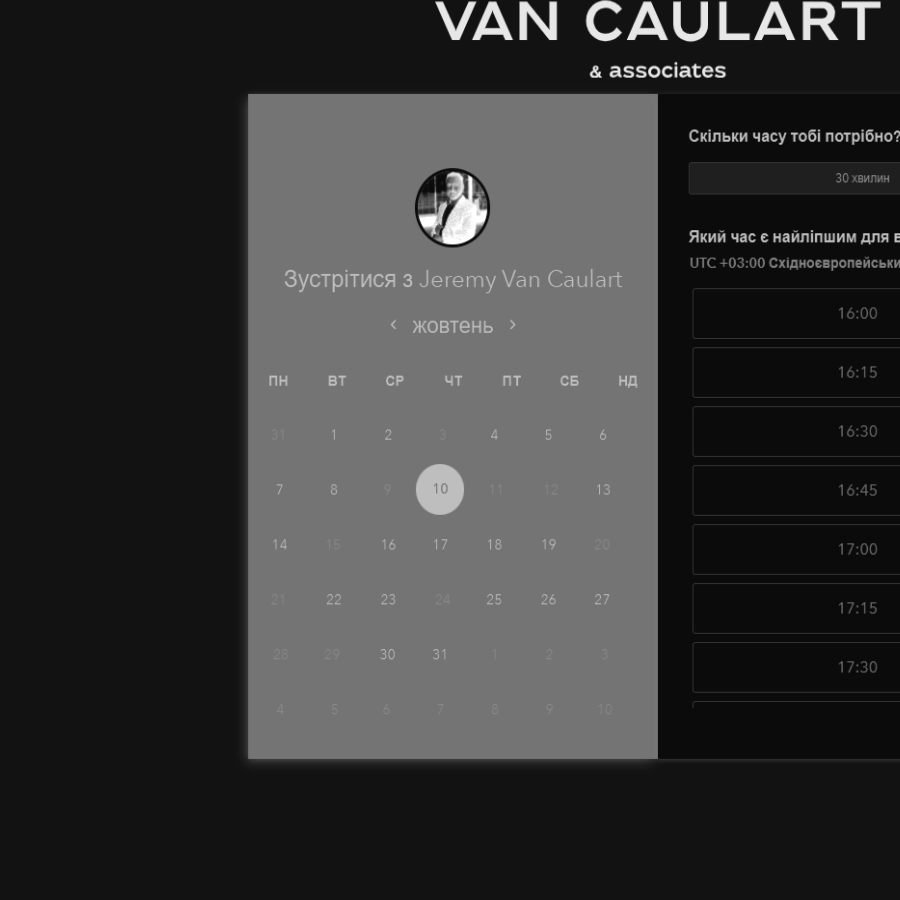 VAN CAULART
& associates
Зустрітися з Jeremy Van Caulart
‹ жовтень ›
ПН ВТ СР ЧТ ПТ СБ НД
31 1 2 3 4 5 6
7 8 9 10 11 12 13
14 15 16 17 18 19 20
21 22 23 24 25 26 27
28 29 30 31 1 2 3
4 5 6 7 8 9 10
Скільки часу тобі потрібно?
30 хвилин
Який час є найліпшим для
UTC +03:00
16:00
16:15
16:30
16:45
17:00
17:15
17:30